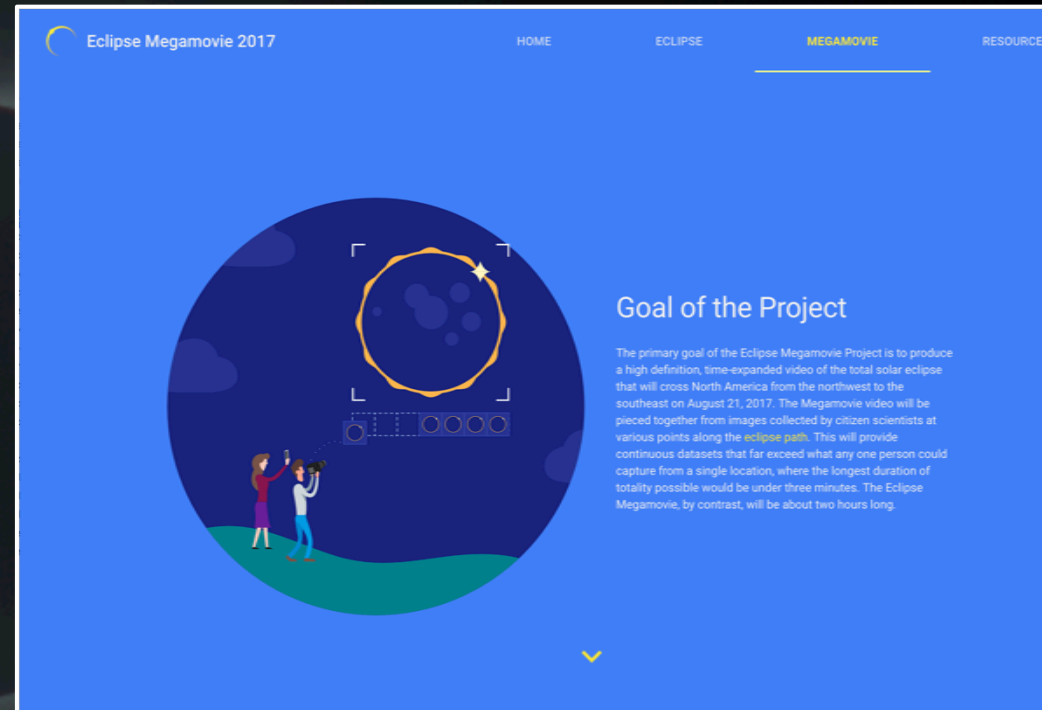 Eclipse Megamovie 2017
HOME ECLIPSE MEGAMOVIE RESOURCE
Goal of the Project
The primary goal of the Eclipse Megamovie Project is to produce
a high definition, time-expanded video of the total solar eclipse
that will cross North America from the northwest to the
southeast on August 21, 2017. The Megamovie video will be
pieced together from images collected by citizen scientists at
various points along the eclipse path. This will provide
continuous datasets that far exceed what any one person could
capture from a single location, where the longest duration of
totality possible would be under three minutes. The Eclipse
Megamovie, by contrast, will be about two hours long.